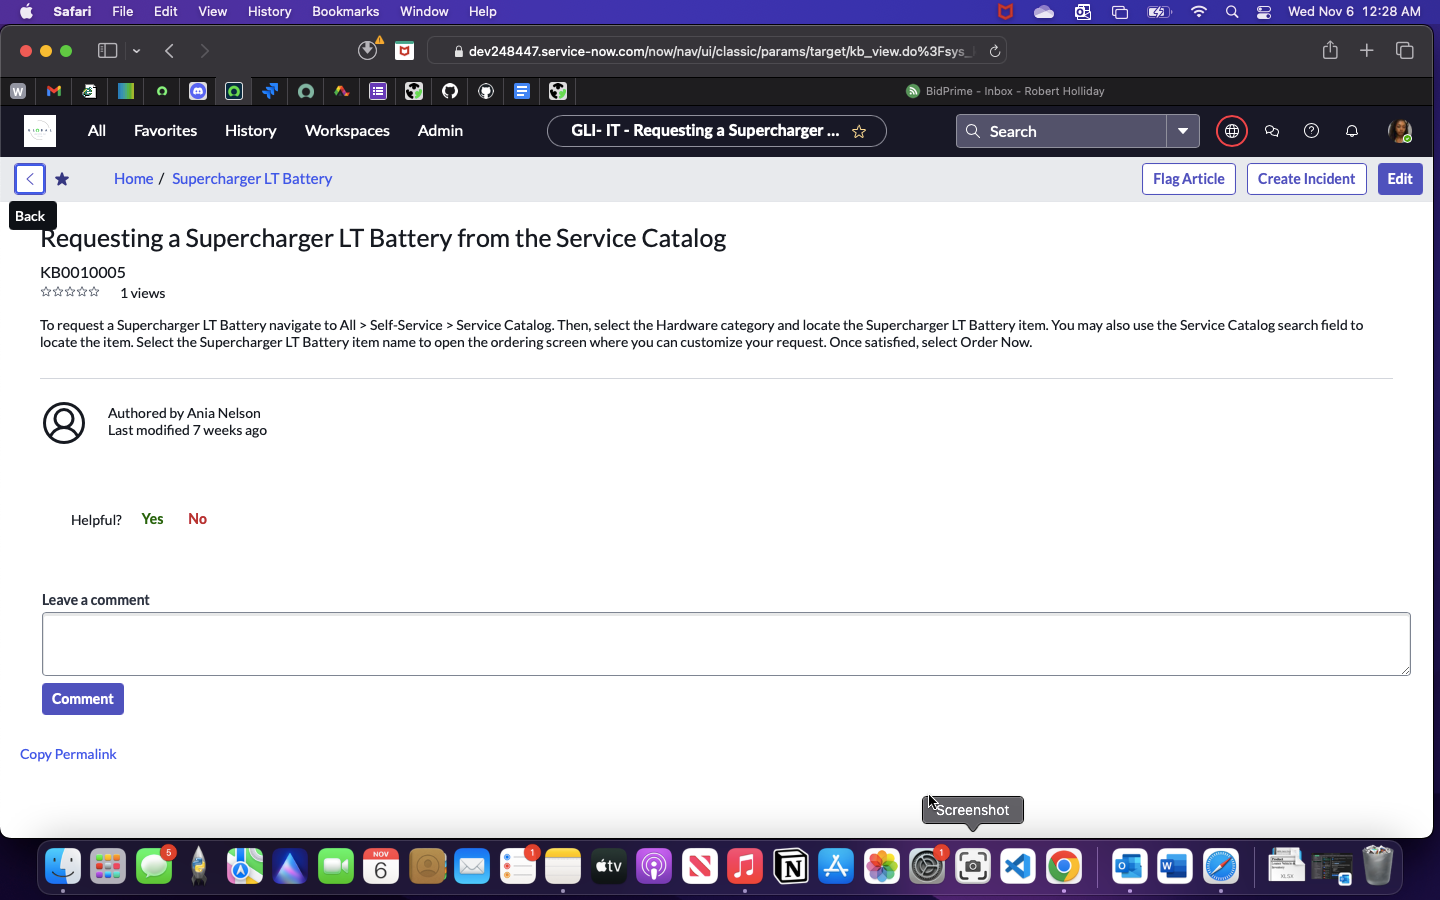 Safari File Edit View History Bookmarks Window Help Wed Nov 6 12:28 AM
dev248447.service-now.com/now/nav/ui/classic/params/target/kb_view.do%3Fsys_
W BidPrime - Inbox - Robert Holliday
GLOBAL All Favorites History Workspaces Admin GLI- IT - Requesting a Supercharger ... Search
Home / Supercharger LT Battery Flag Article Create Incident Edit
Back
Requesting a Supercharger LT Battery from the Service Catalog
KB0010005
1 views
To request a Supercharger LT Battery navigate to All > Self-Service > Service Catalog. Then, select the Hardware category and locate the Supercharger LT Battery item. You may also use the Service Catalog search field to
locate the item. Select the Supercharger LT Battery item name to open the ordering screen where you can customize your request. Once satisfied, select Order Now.
Authored by Ania Nelson
Last modified 7 weeks ago
Helpful? Yes No
Leave a comment
Comment
Copy Permalink
Screenshot
5 NOV 6 1 tv 1 XLSX